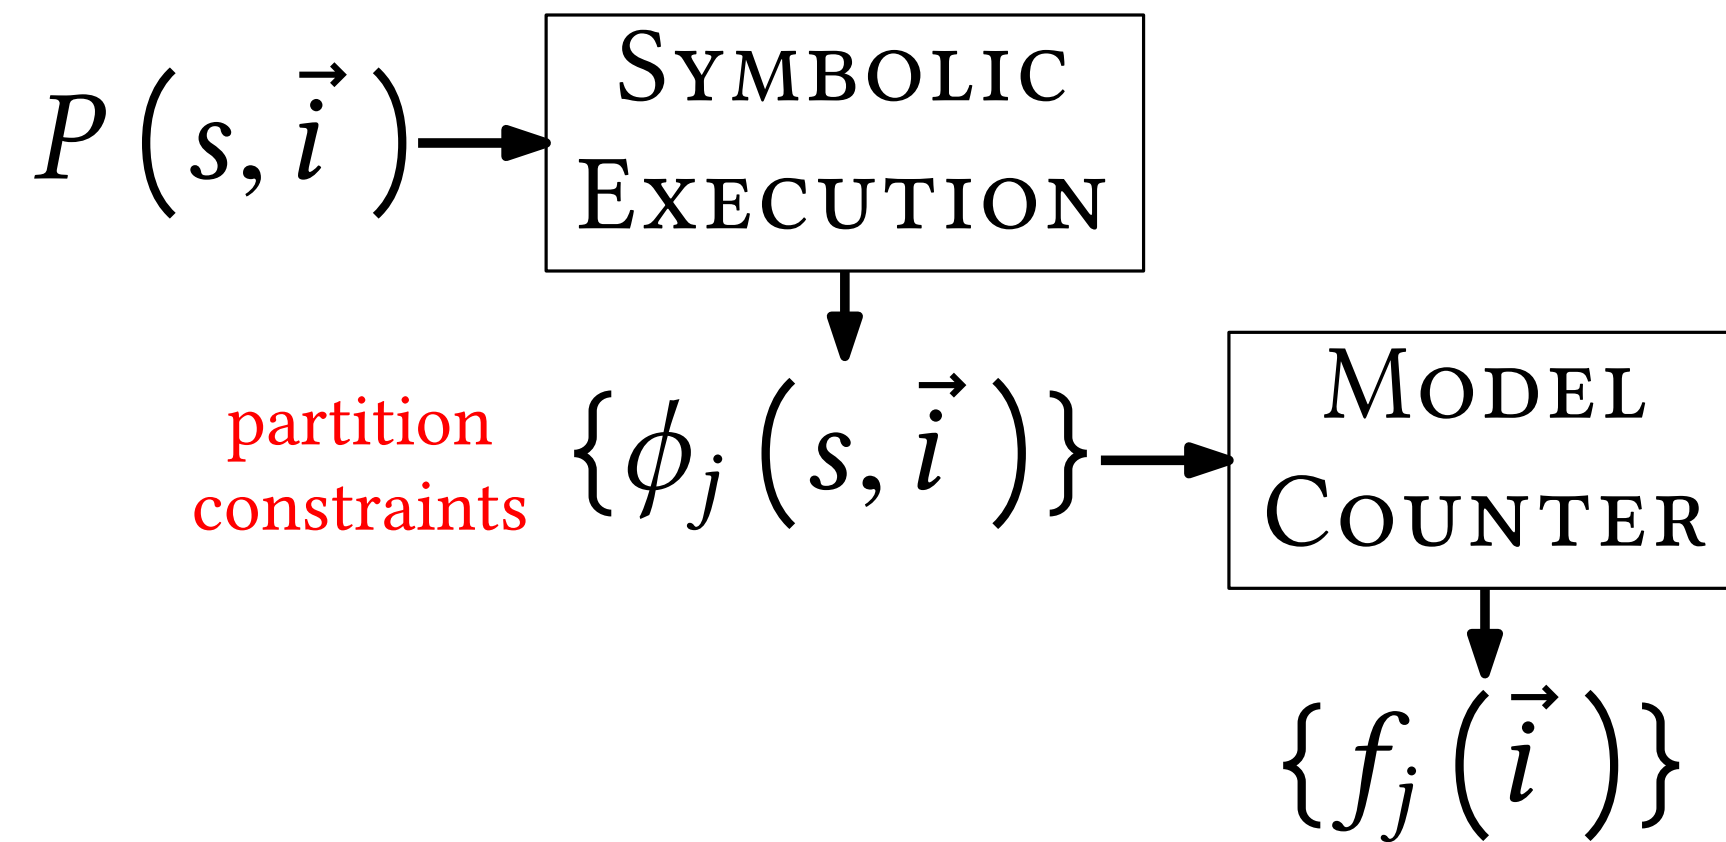 P(s, i⃗)
SYMBOLIC
EXECUTION
partition
constraints
{ϕⱼ(s, i⃗)}
MODEL
COUNTER
{fⱼ(i⃗)}